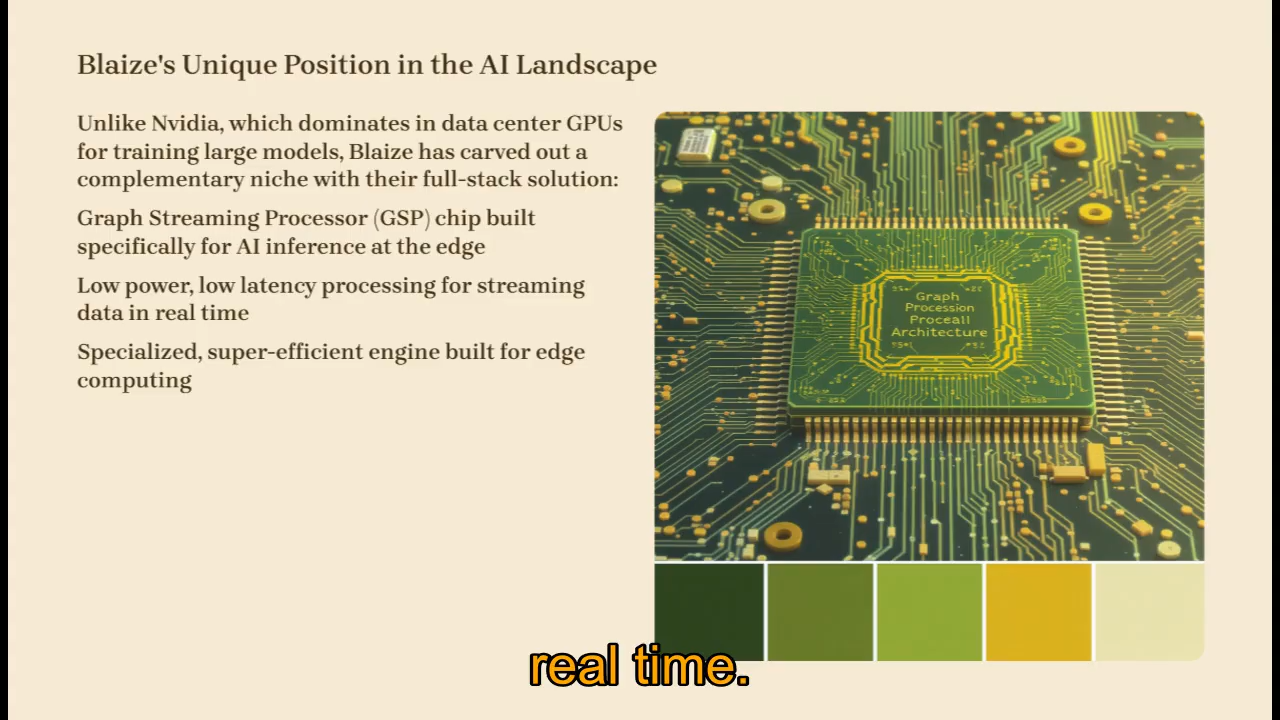 Blaize's Unique Position in the AI Landscape
Unlike Nvidia, which dominates in data center GPUs
for training large models, Blaize has carved out a
complementary niche with their full-stack solution:
Graph Streaming Processor (GSP) chip built
specifically for AI inference at the edge
Low power, low latency processing for streaming
data in real time
Specialized, super-efficient engine built for edge
computing
Graph
Procession
Proceall
Architecture
real time.